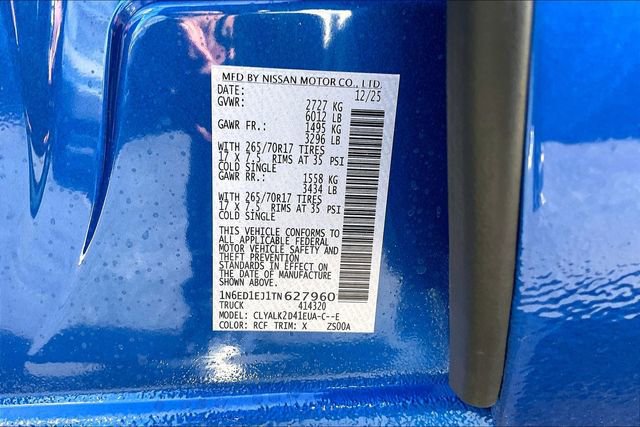 MFD BY NISSAN MOTOR CO., LTD.
DATE: 12/25
GVWR: 2727 KG
6012 LB
GAWR FR.: 1495 KG
3296 LB
WITH 265/70R17 TIRES
17 X 7.5 RIMS AT 35 PSI
COLD SINGLE
GAWR RR.: 1558 KG
3434 LB
WITH 265/70R17 TIRES
17 X 7.5 RIMS AT 35 PSI
COLD SINGLE
THIS VEHICLE CONFORMS TO
ALL APPLICABLE FEDERAL
MOTOR VEHICLE SAFETY AND
THEFT PREVENTION
STANDARDS IN EFFECT ON
THE DATE OF MANUFACTURE
SHOWN ABOVE.
1N6ED1EJ1TN627960
TRUCK 414320
MODEL: CLYALK2D41EUA-C--E
COLOR: RCF TRIM: X ZS00A